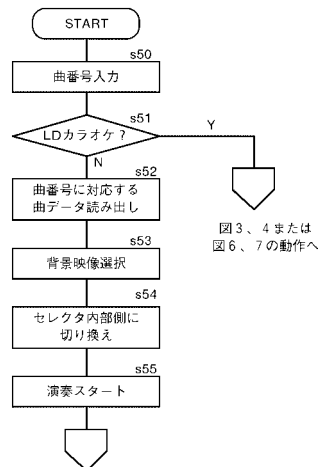 START
s50
曲番号入力
s51
LDカラオケ?
Y
N
s52
曲番号に対応する
曲データ読み出し
図3、4または
図6、7の動作へ
s53
背景映像選択
s54
セレクタ内部側に
切り換え
s55
演奏スタート